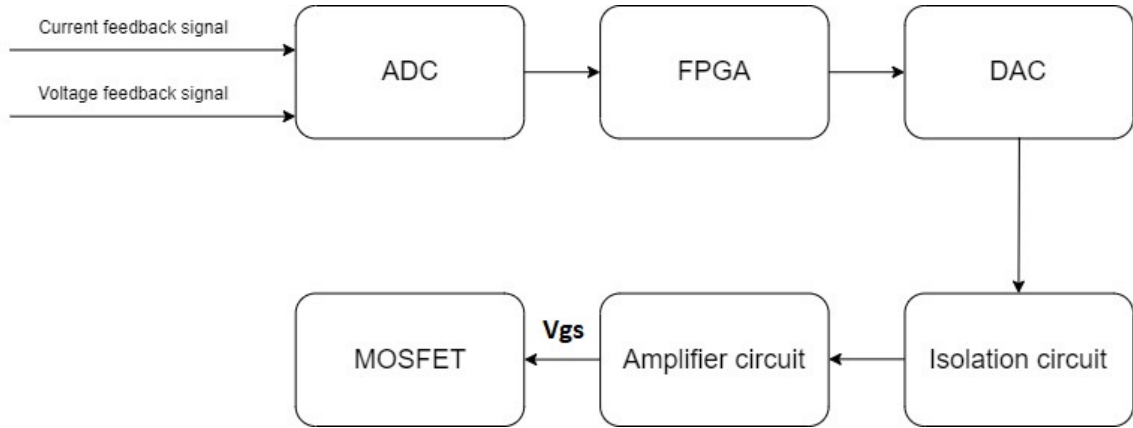 Current feedback signal
Voltage feedback signal
ADC
FPGA
DAC
MOSFET
Vgs
Amplifier circuit
Isolation circuit